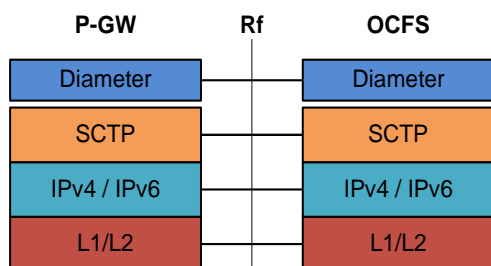 P-GW Rf OCFS
Diameter Diameter
SCTP SCTP
IPv4 / IPv6 IPv4 / IPv6
L1/L2 L1/L2